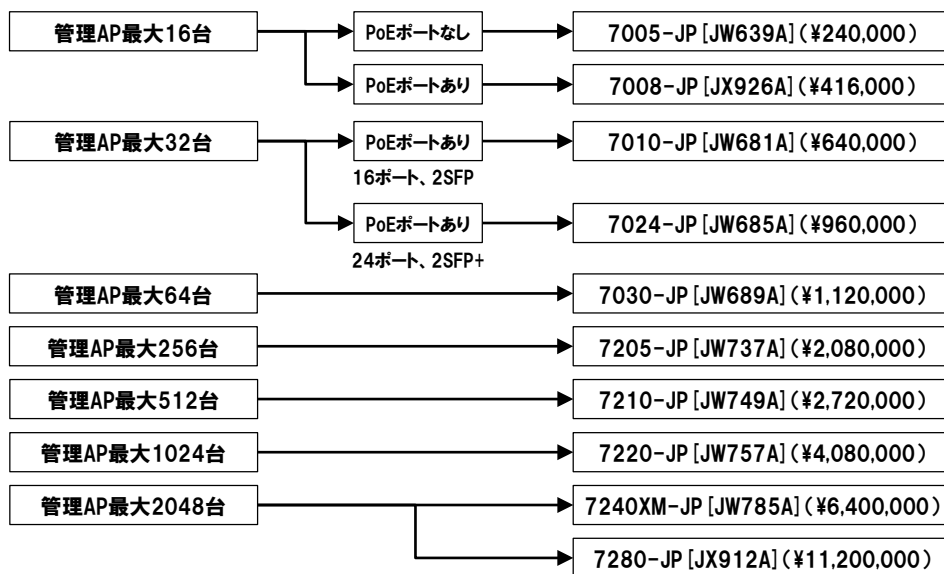 管理AP最大16台
PoEポートなし
7005-JP[JW639A](¥240,000)
PoEポートあり
7008-JP[JX926A](¥416,000)
管理AP最大32台
PoEポートあり
7010-JP[JW681A](¥640,000)
16ポート、2SFP
PoEポートあり
7024-JP[JW685A](¥960,000)
24ポート、2SFP+
管理AP最大64台
7030-JP[JW689A](¥1,120,000)
管理AP最大256台
7205-JP[JW737A](¥2,080,000)
管理AP最大512台
7210-JP[JW749A](¥2,720,000)
管理AP最大1024台
7220-JP[JW757A](¥4,080,000)
管理AP最大2048台
7240XM-JP[JW785A](¥6,400,000)
7280-JP[JX912A](¥11,200,000)